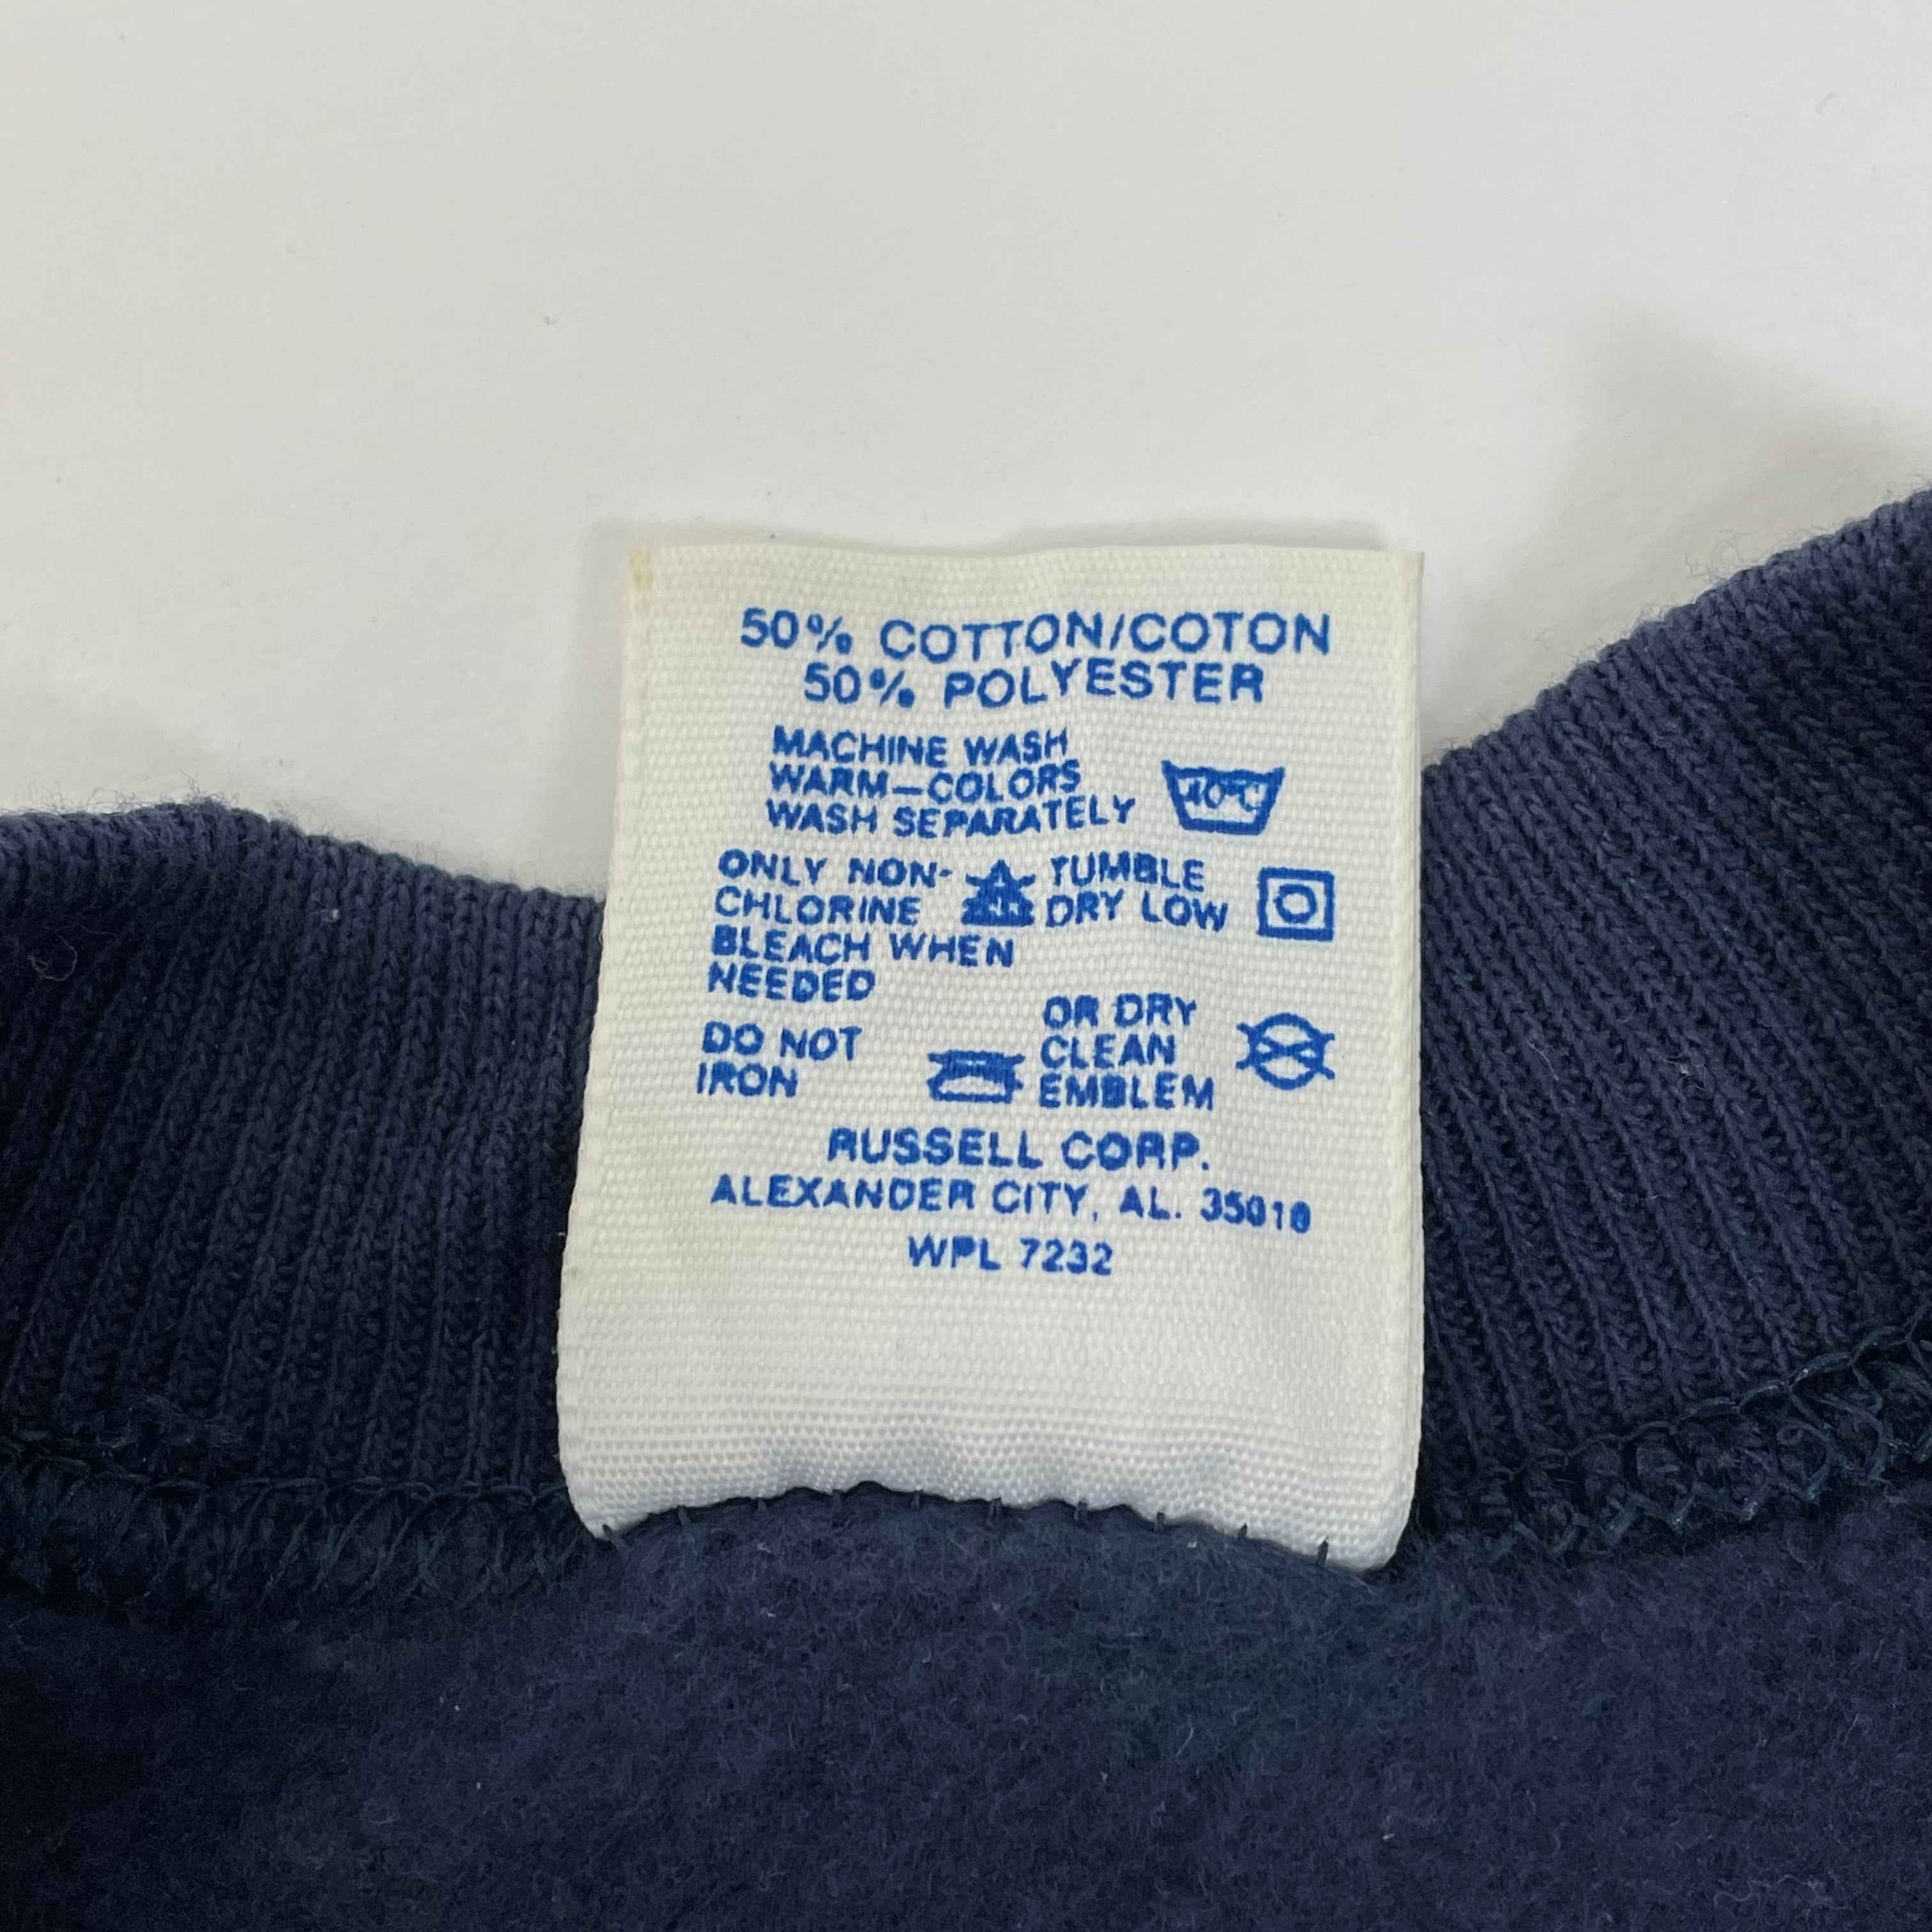 50% COTTON/COTON
50% POLYESTER
MACHINE WASH
WARM—COLORS
WASH SEPARATELY
40°C
ONLY NON-
CHLORINE
BLEACH WHEN
NEEDED
TUMBLE
DRY LOW
DO NOT
IRON
OR DRY
CLEAN
EMBLEM
RUSSELL CORP.
ALEXANDER CITY, AL. 35010
WPL 7232